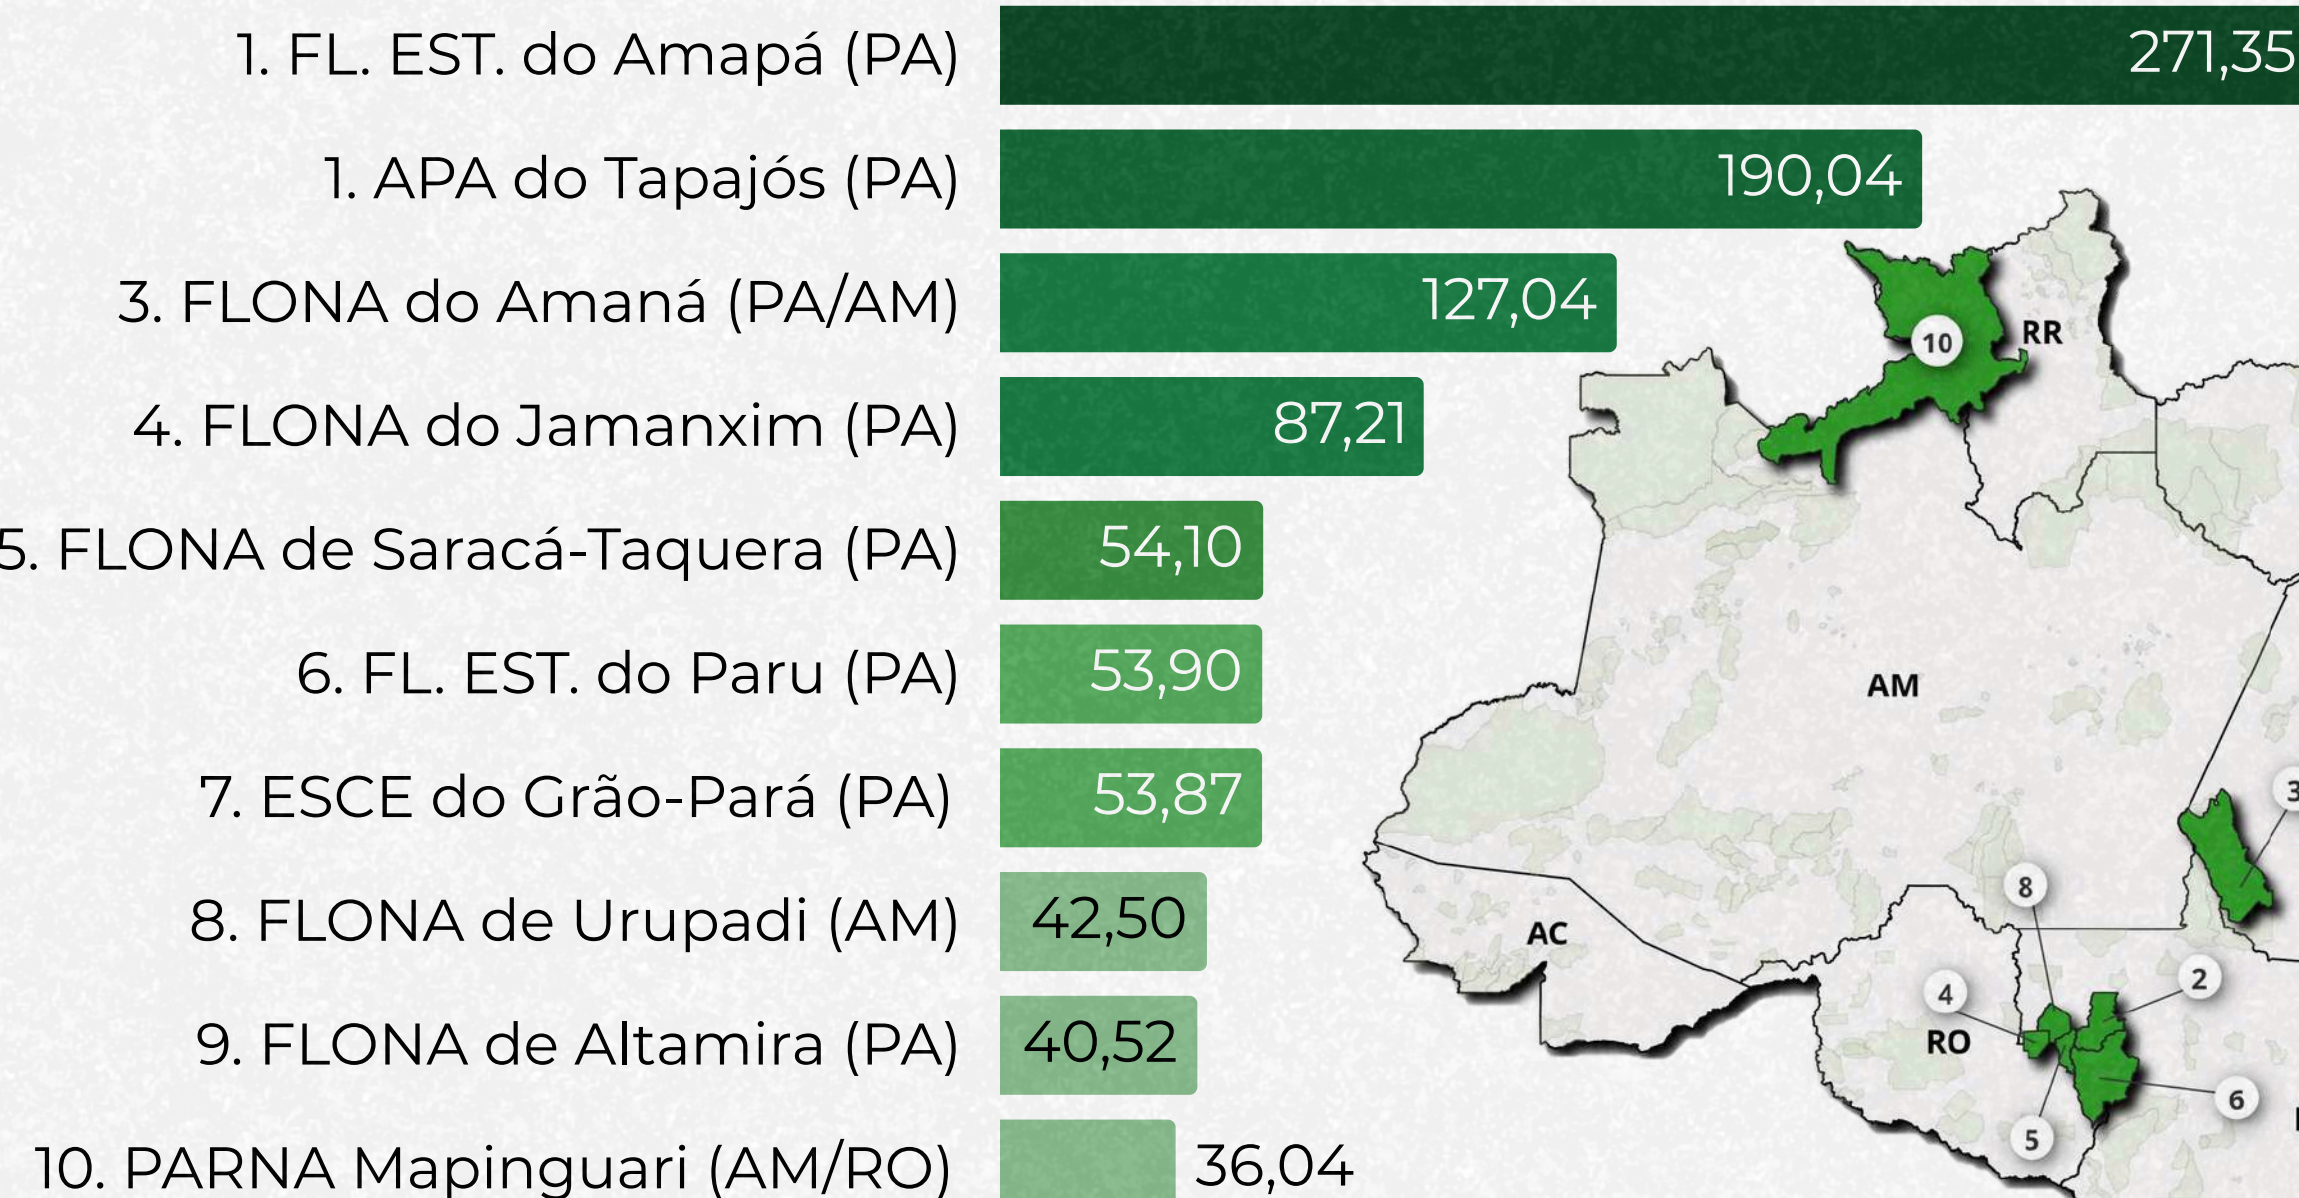 1. FL. EST. do Amapá (PA) 271,35
1. APA do Tapajós (PA) 190,04
3. FLONA do Amaná (PA/AM) 127,04
4. FLONA do Jamanxim (PA) 87,21
5. FLONA de Saracá-Taquera (PA) 54,10
6. FL. EST. do Paru (PA) 53,90
7. ESCE do Grão-Pará (PA) 53,87
8. FLONA de Urupadi (AM) 42,50
9. FLONA de Altamira (PA) 40,52
10. PARNA Mapinguari (AM/RO) 36,04
10
RR
AM
3
8
AC
2
4
RO
6
5